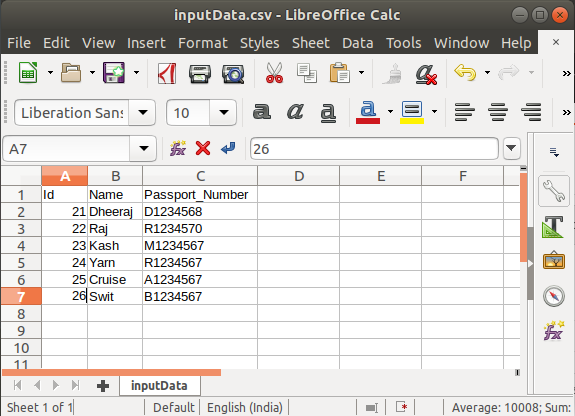 inputData.csv - LibreOffice Calc
File Edit View Insert Format Styles Sheet Data Tools Window Help ×
Liberation Sans 10 a a a a
A7 26
A B C D E F
1 Id Name Passport_Number
2 21 Dheeraj D1234568
3 22 Raj R1234570
4 23 Kash M1234567
5 24 Yarn R1234567
6 25 Cruise A1234567
7 26 Swit B1234567
8
9
10
11
inputData
Sheet 1 of 1 Default English (India) Average: 10008; Sum: